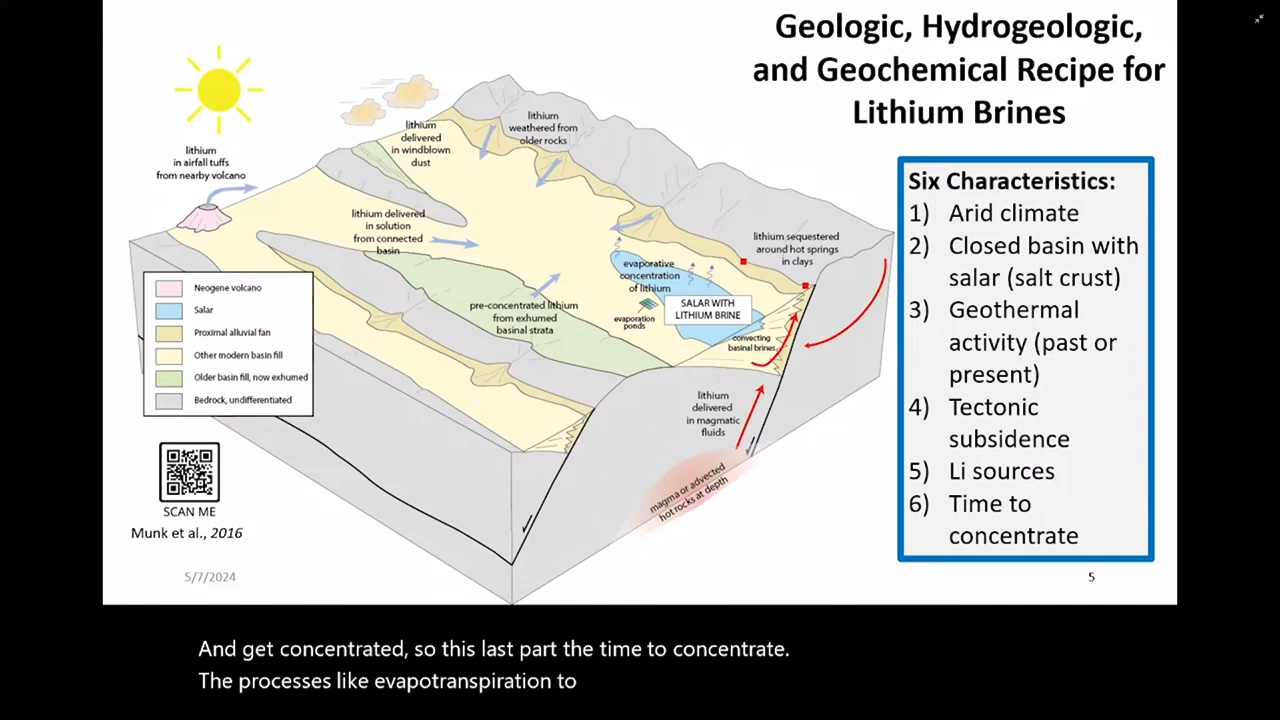 Geologic, Hydrogeologic,
and Geochemical Recipe for
Lithium Brines
lithium
in airfall tuffs
from nearby volcano
lithium
delivered
in windblown
dust
lithium
weathered from
older rocks
lithium delivered
in solution
from connected
basin
lithium sequestered
around hot springs
in clays
evaporative
concentration
of lithium
SALAR WITH
LITHIUM BRINE
evaporation
ponds
pre-concentrated lithium
from exhumed
basinal strata
convecting
basinal brines
lithium
delivered
in magmatic
fluids
magma or advected
hot rocks at depth
Neogene volcano
Salar
Proximal alluvial fan
Other modern basin fill
Older basin fill, now exhumed
Bedrock, undifferentiated
SCAN ME
Munk et al., 2016
Six Characteristics:
1) Arid climate
2) Closed basin with
salar (salt crust)
3) Geothermal
activity (past or
present)
4) Tectonic
subsidence
5) Li sources
6) Time to
concentrate
5/7/2024
5
And get concentrated, so this last part the time to concentrate.
The processes like evapotranspiration to